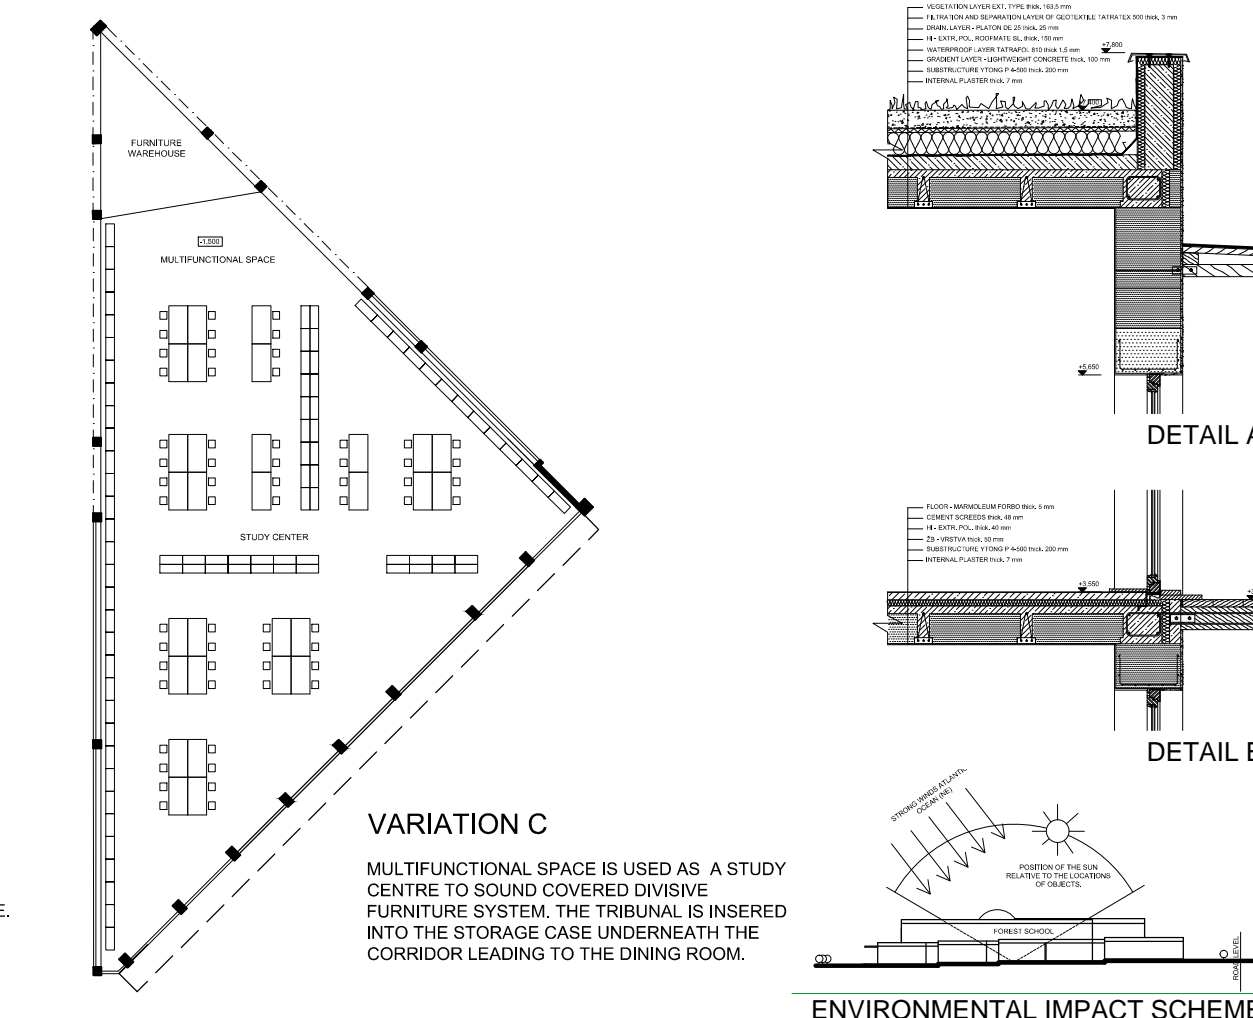 FURNITURE
WAREHOUSE
-1,500
MULTIFUNCTIONAL SPACE
STUDY CENTER
VARIATION C
MULTIFUNCTIONAL SPACE IS USED AS A STUDY
CENTRE TO SOUND COVERED DIVISIVE
FURNITURE SYSTEM. THE TRIBUNAL IS INSERED
INTO THE STORAGE CASE UNDERNEATH THE
CORRIDOR LEADING TO THE DINING ROOM.
E.
VEGETATION LAYER EXT. TYPE thick. 163,5 mm
FILTRATION AND SEPARATION LAYER OF GEOTEXTILE TATRATEX 500 thick. 3 mm
DRAIN. LAYER - PLATON DE 25 thick. 25 mm
HI - EXTR. POL. ROOFMATE SL, thick. 150 mm
WATERPROOF LAYER TATRAFOL 810 thick 1,5 mm
GRADIENT LAYER - LIGHTWEIGHT CONCRETE thick. 100 mm
SUBSTRUCTURE YTONG P 4-500 thick. 200 mm
INTERNAL PLASTER thick. 7 mm
+7,800
+5,650
DETAIL A
FLOOR - MARMOLEUM FORBO thick. 5 mm
CEMENT SCREEDS thick. 48 mm
HI - EXTR. POL. thick. 40 mm
ŽB - VRSTVA thick. 50 mm
SUBSTRUCTURE YTONG P 4-500 thick. 200 mm
INTERNAL PLASTER thick. 7 mm
+3,550
DETAIL
STRONG WINDS ATLANTIC
OCEAN (NE)
POSITION OF THE SUN
RELATIVE TO THE LOCATIONS
OF OBJECTS.
FOREST SCHOOL
ROAD LEVEL
ENVIRONMENTAL IMPACT SCHEME